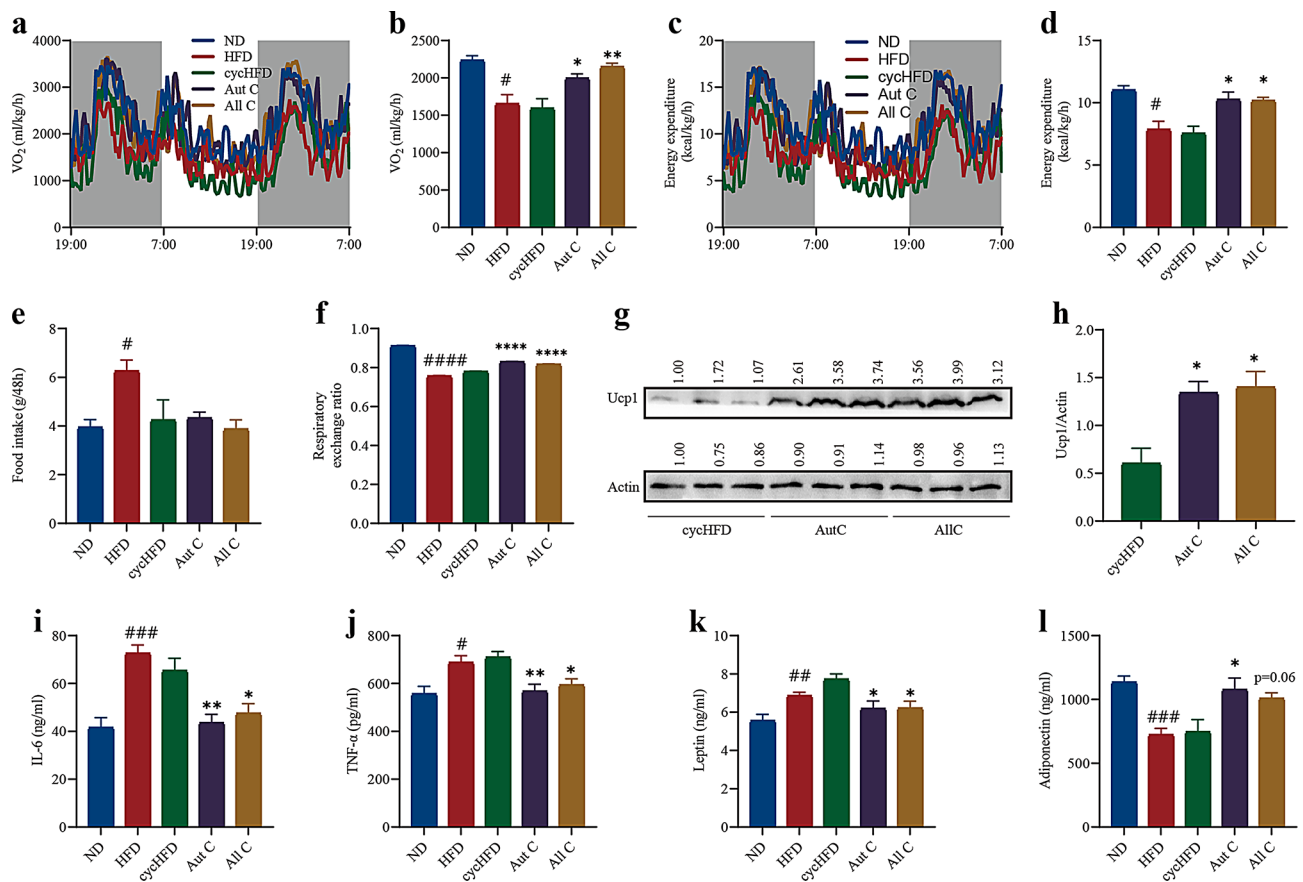 a
4000
3000
2000
1000
0
VO2 (ml/kg/h)
19:00
7:00
19:00
7:00
ND
HFD
cycHFD
Aut C
All C
b
2500
2000
1500
1000
500
0
VO2 (ml/kg/h)
#
*
**
ND
HFD
cycHFD
Aut C
All C
c
20
15
10
5
0
Energy expenditure
(kcal/kg/h)
19:00
7:00
19:00
7:00
ND
HFD
cycHFD
Aut C
All C
d
15
10
5
0
Energy expenditure
(kcal/kg/h)
#
*
*
ND
HFD
cycHFD
Aut C
All C
e
8
6
4
2
0
Food intake (g/48h)
#
ND
HFD
cycHFD
Aut C
All C
f
1.0
0.8
0.6
0.4
0.2
0.0
Respiratory
exchange ratio
####
****
****
ND
HFD
cycHFD
Aut C
All C
g
1.00 1.72 1.07 2.61 3.58 3.74 3.56 3.99 3.12
Ucp1
1.00 0.75 0.86 0.90 0.91 1.14 0.98 0.96 1.13
Actin
cycHFD AutC AllC
h
2.0
1.5
1.0
0.5
0.0
Ucp1/Actin
*
*
cycHFD
Aut C
All C
i
80
60
40
20
0
IL-6 (ng/ml)
###
**
*
ND
HFD
cycHFD
Aut C
All C
j
800
600
400
200
0
TNF-α (pg/ml)
#
**
*
ND
HFD
cycHFD
Aut C
All C
k
10
8
6
4
2
0
Leptin (ng/ml)
##
*
*
ND
HFD
cycHFD
Aut C
All C
l
1500
1000
500
0
Adiponectin (ng/ml)
###
*
p=0.06
ND
HFD
cycHFD
Aut C
All C